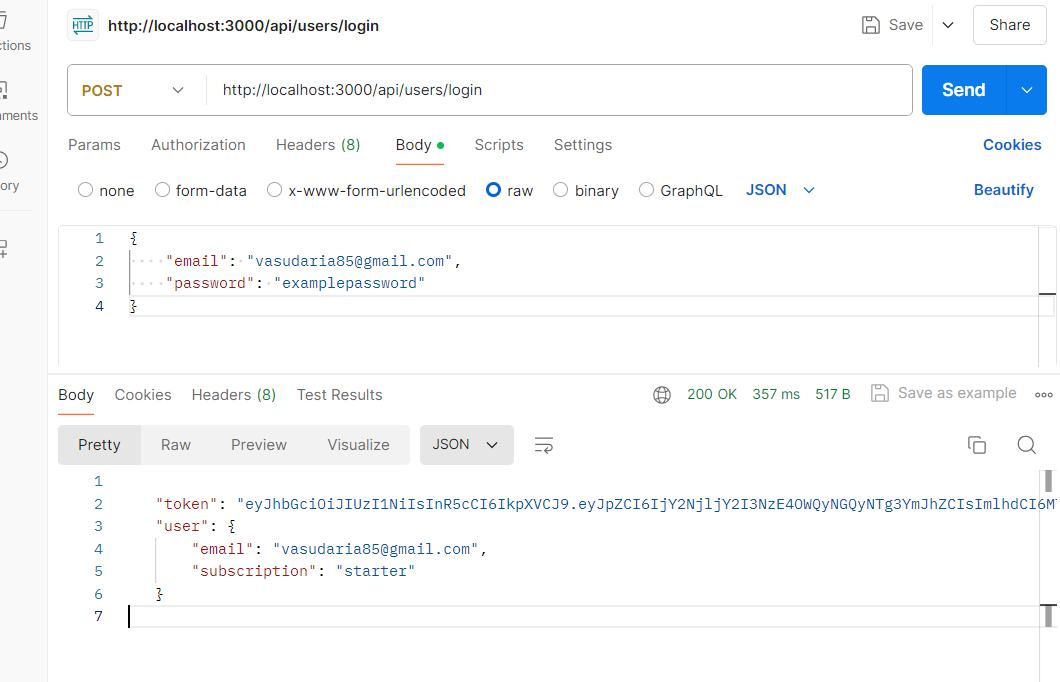 HTTP http://localhost:3000/api/users/login Save Share
ctions
POST http://localhost:3000/api/users/login Send
Params Authorization Headers (8) Body Scripts Settings Cookies
none form-data x-www-form-urlencoded raw binary GraphQL JSON Beautify
ory
1 {
2 "email": "vasudaria85@gmail.com",
3 "password": "examplepassword"
4 }
Body Cookies Headers (8) Test Results 200 OK 357 ms 517 B Save as example
Pretty Raw Preview Visualize JSON
1
2 "token": "eyJhbGciOiJIUzI1NiIsInR5cCI6IkpXVCJ9.eyJpZCI6IjY2NjljY2I3NzE4OWQyNGQyNTg3YmJhZCIsImlhdCI6M
3 "user": {
4 "email": "vasudaria85@gmail.com",
5 "subscription": "starter"
6 }
7